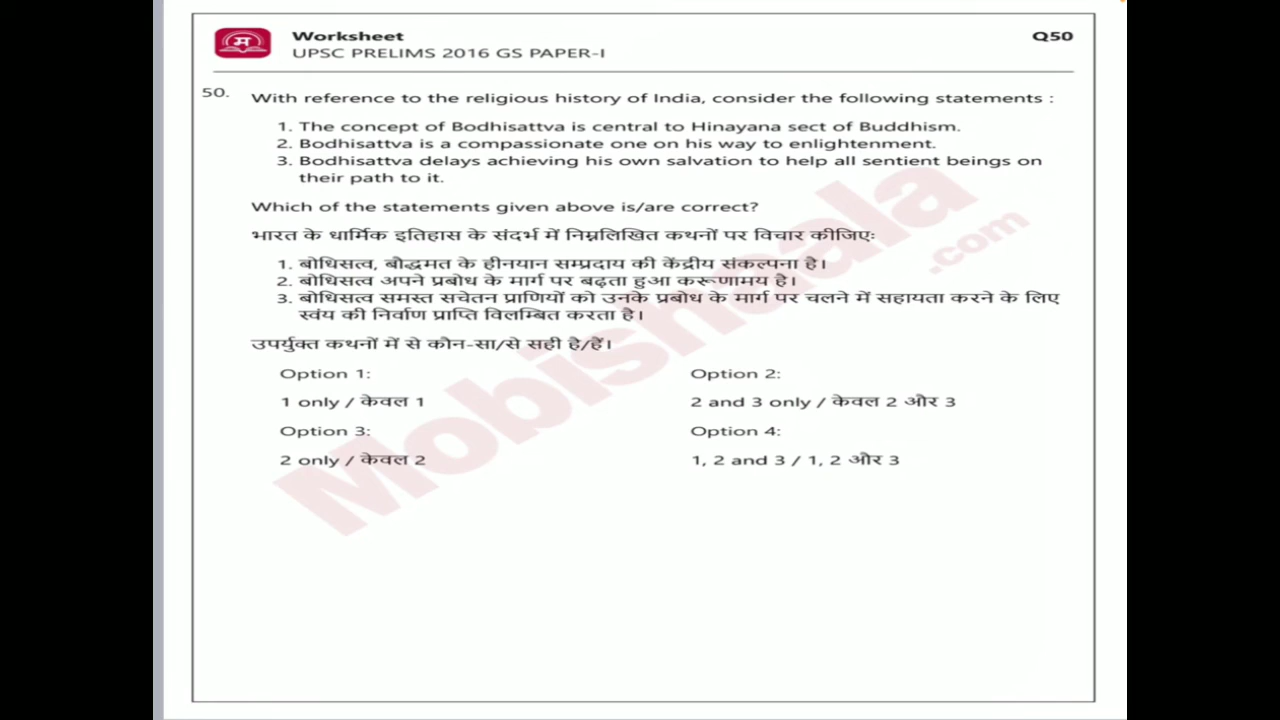 म
Worksheet
Q50
UPSC PRELIMS 2016 GS PAPER-I
50.
With reference to the religious history of India, consider the following statements :
1. The concept of Bodhisattva is central to Hinayana sect of Buddhism.
2. Bodhisattva is a compassionate one on his way to enlightenment.
3. Bodhisattva delays achieving his own salvation to help all sentient beings on
their path to it.
Which of the statements given above is/are correct?
भारत के धार्मिक इतिहास के संदर्भ में निम्नलिखित कथनों पर विचार कीजिएः
1. बोधिसत्व, बौद्धमत के हीनयान सम्प्रदाय की केंद्रीय संकल्पना है।
2. बोधिसत्व अपने प्रबोध के मार्ग पर बढ़ता हुआ करूणामय है।
3. बोधिसत्व समस्त सचेतन प्राणियों को उनके प्रबोध के मार्ग पर चलने में सहायता करने के लिए
स्वंय की निर्वाण प्राप्ति विलम्बित करता है।
उपर्युक्त कथनों में से कौन-सा/से सही है/हैं।
Option 1:
Option 2:
1 only / केवल 1
2 and 3 only / केवल 2 और 3
Option 3:
Option 4:
2 only / केवल 2
1, 2 and 3 / 1, 2 और 3
Mobishaala
.com